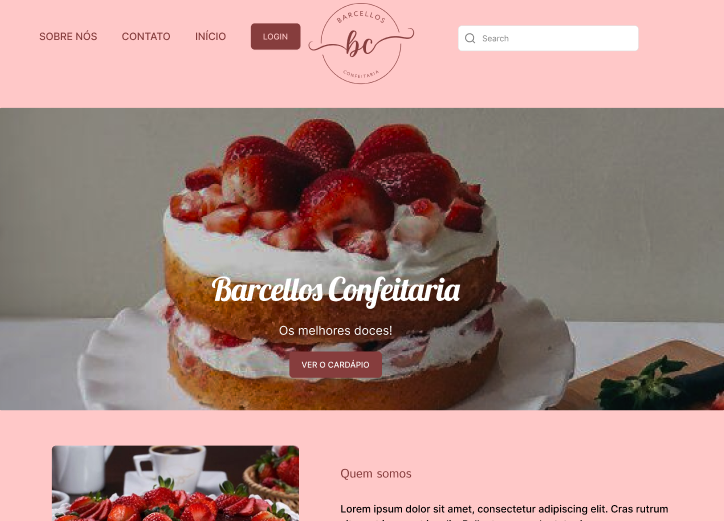 SOBRE NÓS
CONTATO
INÍCIO
LOGIN
BARCELLOS
bc
CONFEITARIA
Search
Barcellos Confeitaria
Os melhores doces!
VER O CARDÁPIO
Quem somos
Lorem ipsum dolor sit amet, consectetur adipiscing elit. Cras rutrum